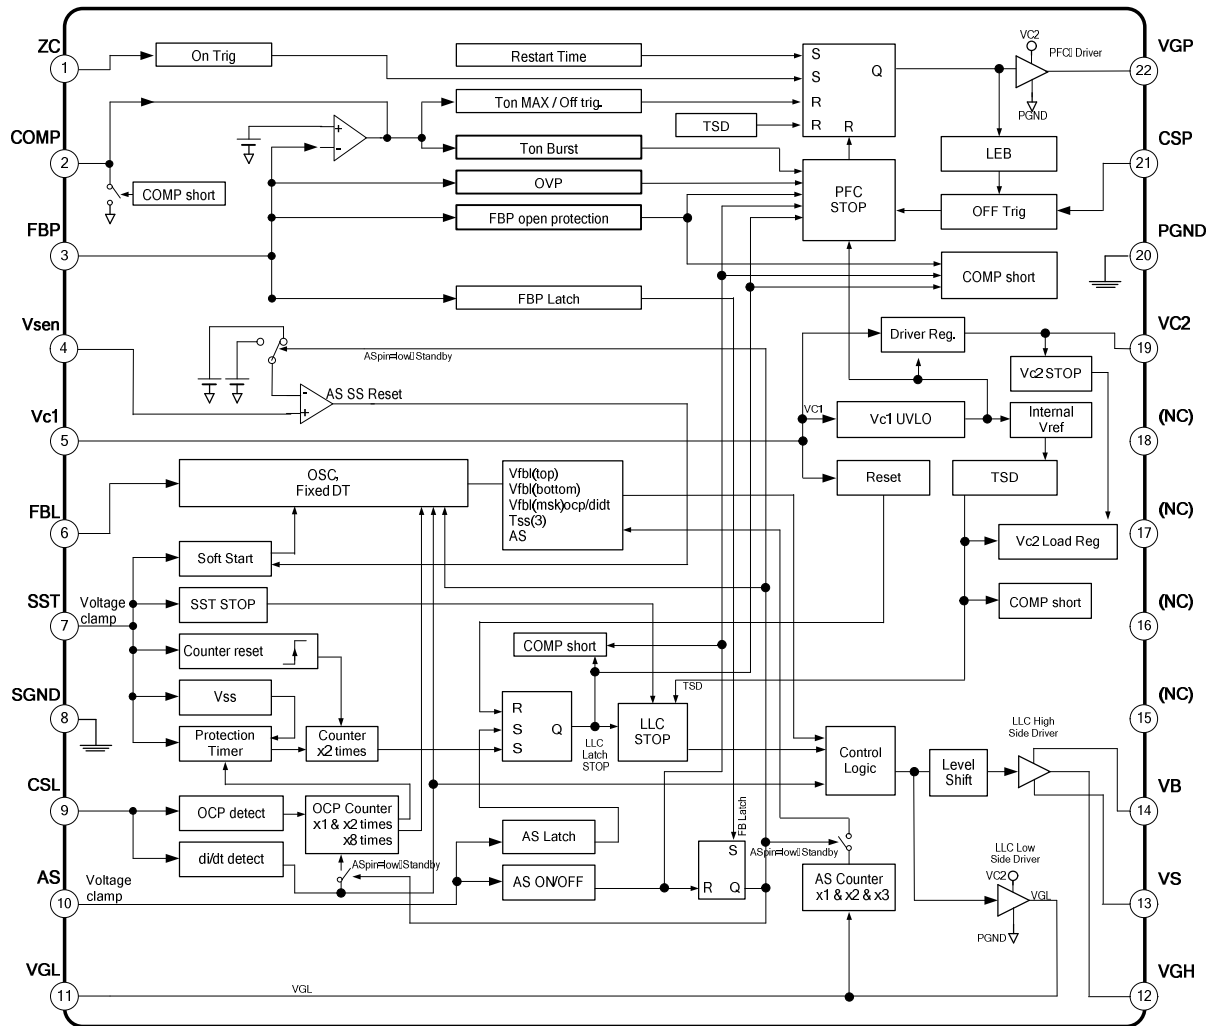 ZC
1
On Trig
COMP
2
COMP short
FBP
3
Vsen
4
Vc1
5
FBL
6
SST
7
Voltage
clamp
SGND
8
CSL
9
AS
10
Voltage
clamp
VGL
11
VGL
Restart Time
Ton MAX / Off trig.
Ton Burst
OVP
FBP open protection
FBP Latch
+
-
TSD
S
S
R
R
R
Q
PFC
STOP
VC2
PFC Driver
PGND
LEB
OFF Trig
COMP short
VGP
22
CSP
21
PGND
20
VC2
19
(NC)
18
(NC)
17
(NC)
16
(NC)
15
VB
14
VS
13
VGH
12
ASpin=low Standby
-
+
AS SS Reset
Driver Reg.
Vc2 STOP
VC1
Vc1 UVLO
Internal
Vref
Reset
TSD
Vc2 Load Reg
COMP short
OSC,
Fixed DT
Vfbl(top)
Vfbl(bottom)
Vfbl(msk)ocp/didt
Tss(3)
AS
Soft Start
SST STOP
Counter reset
Vss
Protection
Timer
Counter
x2 times
COMP short
R
S
S
Q
LLC
Latch
STOP
LLC
STOP
TSD
Control
Logic
Level
Shift
LLC High
Side Driver
OCP detect
OCP Counter
x1 & x2 times
x8 times
di/dt detect
ASpin=low Standby
AS Latch
AS ON/OFF
FB Latch
S
R
Q
ASpin=low Standby
AS Counter
x1 & x2 & x3
LLC Low
Side Driver
VC2
VGL
PGND